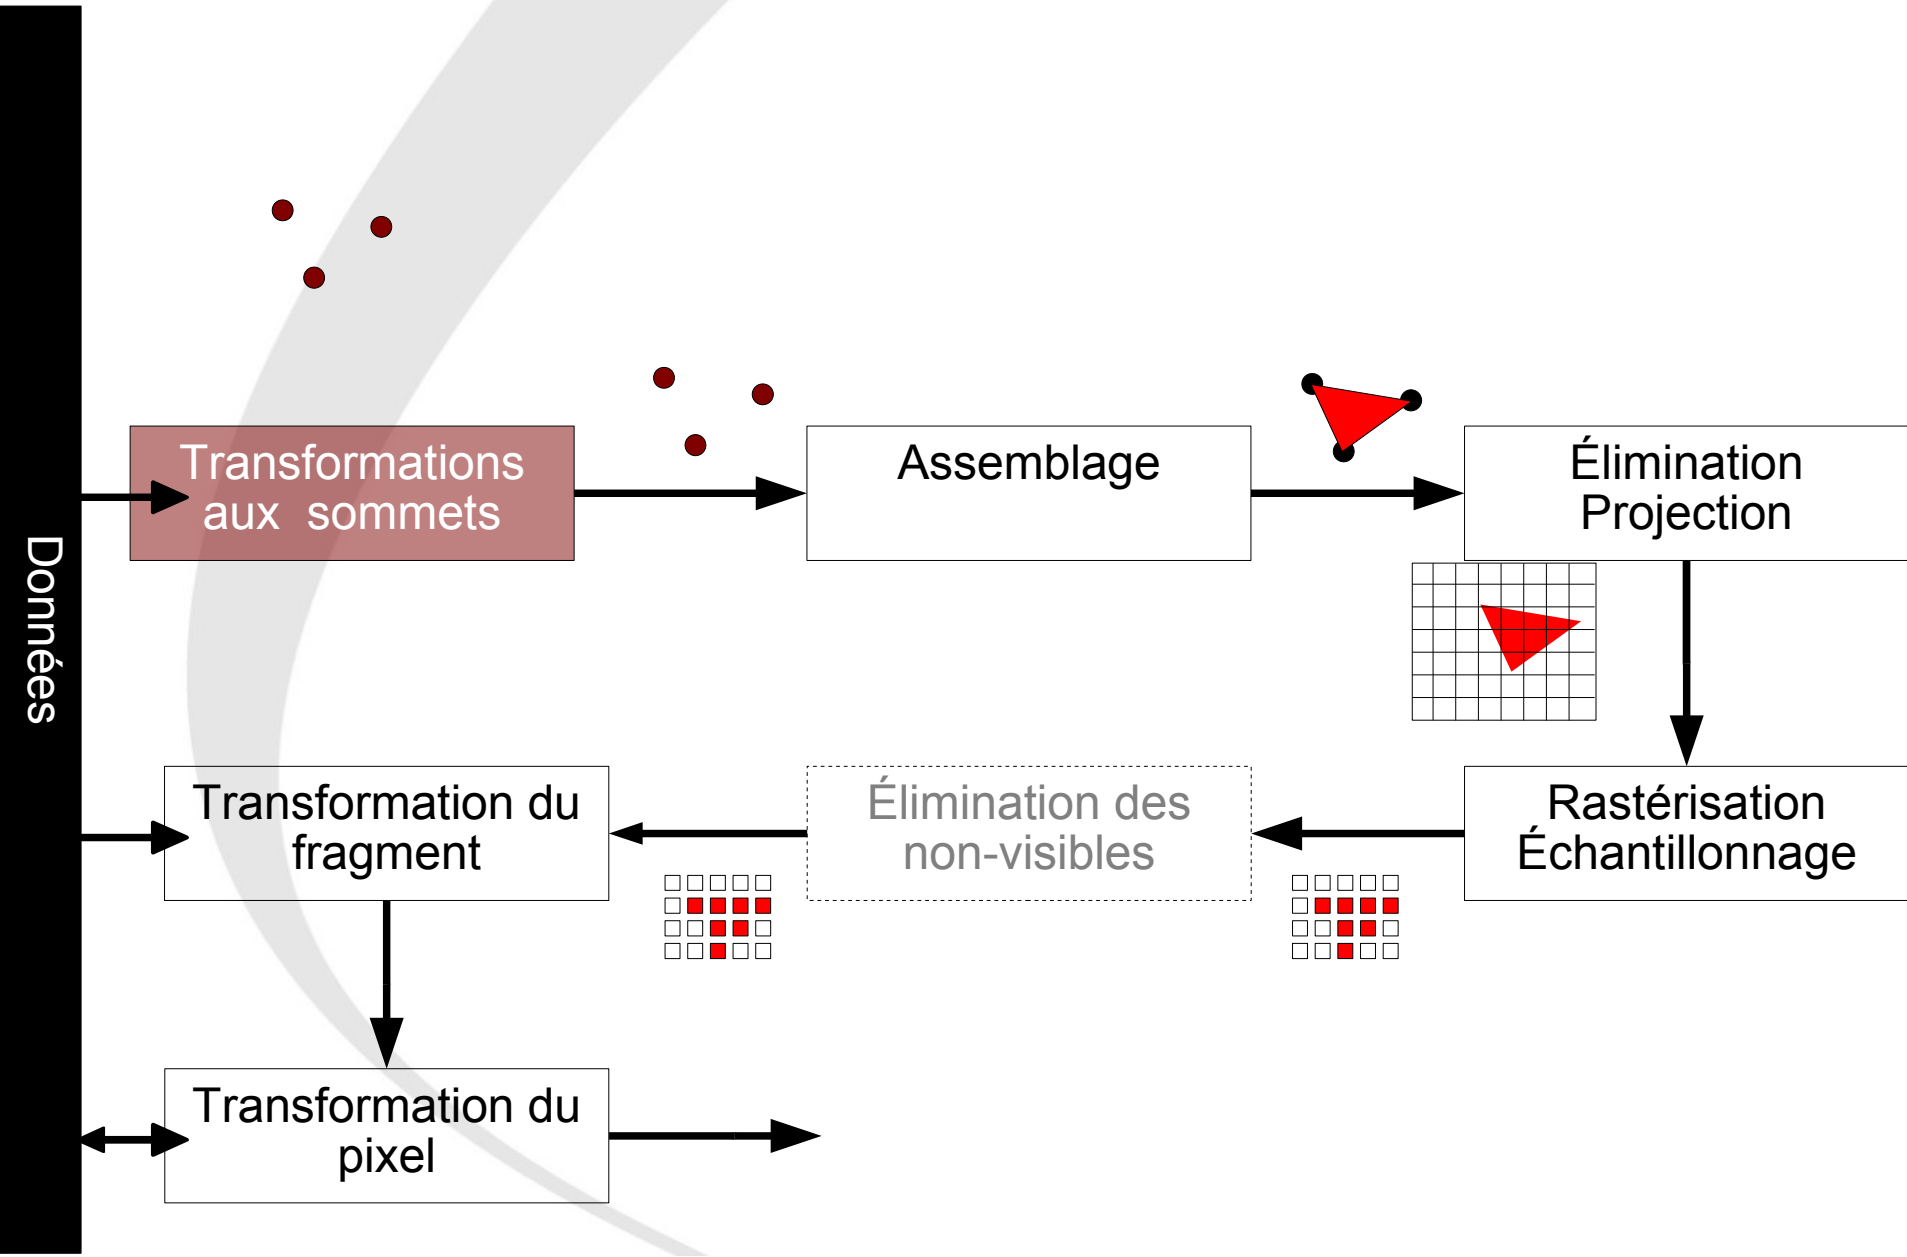 Données
Transformations
aux sommets
Assemblage
Élimination
Projection
Transformation du
fragment
Élimination des
non-visibles
Rastérisation
Échantillonnage
Transformation du
pixel